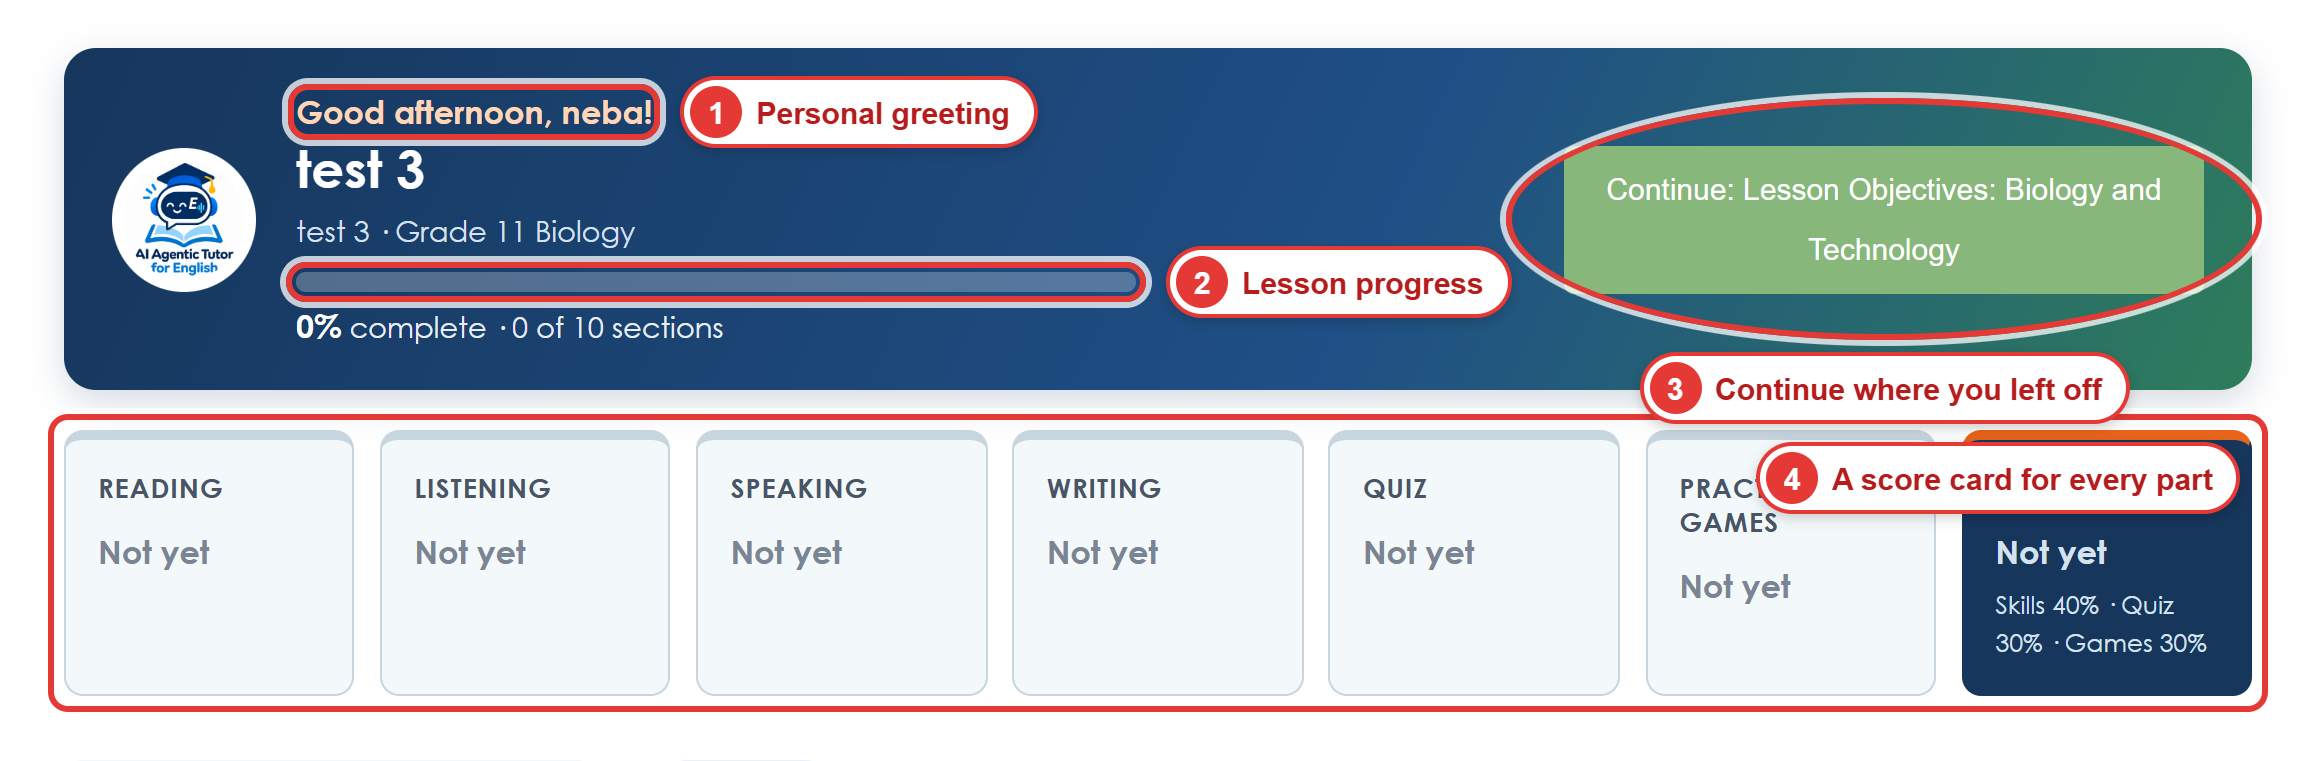 Good afternoon, neba!
1 Personal greeting
test 3
test 3 · Grade 11 Biology
2 Lesson progress
0% complete · 0 of 10 sections
E
AI Agentic Tutor
for English
Continue: Lesson Objectives: Biology and
Technology
3 Continue where you left off
4 A score card for every part
READING
Not yet
LISTENING
Not yet
SPEAKING
Not yet
WRITING
Not yet
QUIZ
Not yet
GAMES
Not yet
Not yet
Skills 40% · Quiz
30% · Games 30%